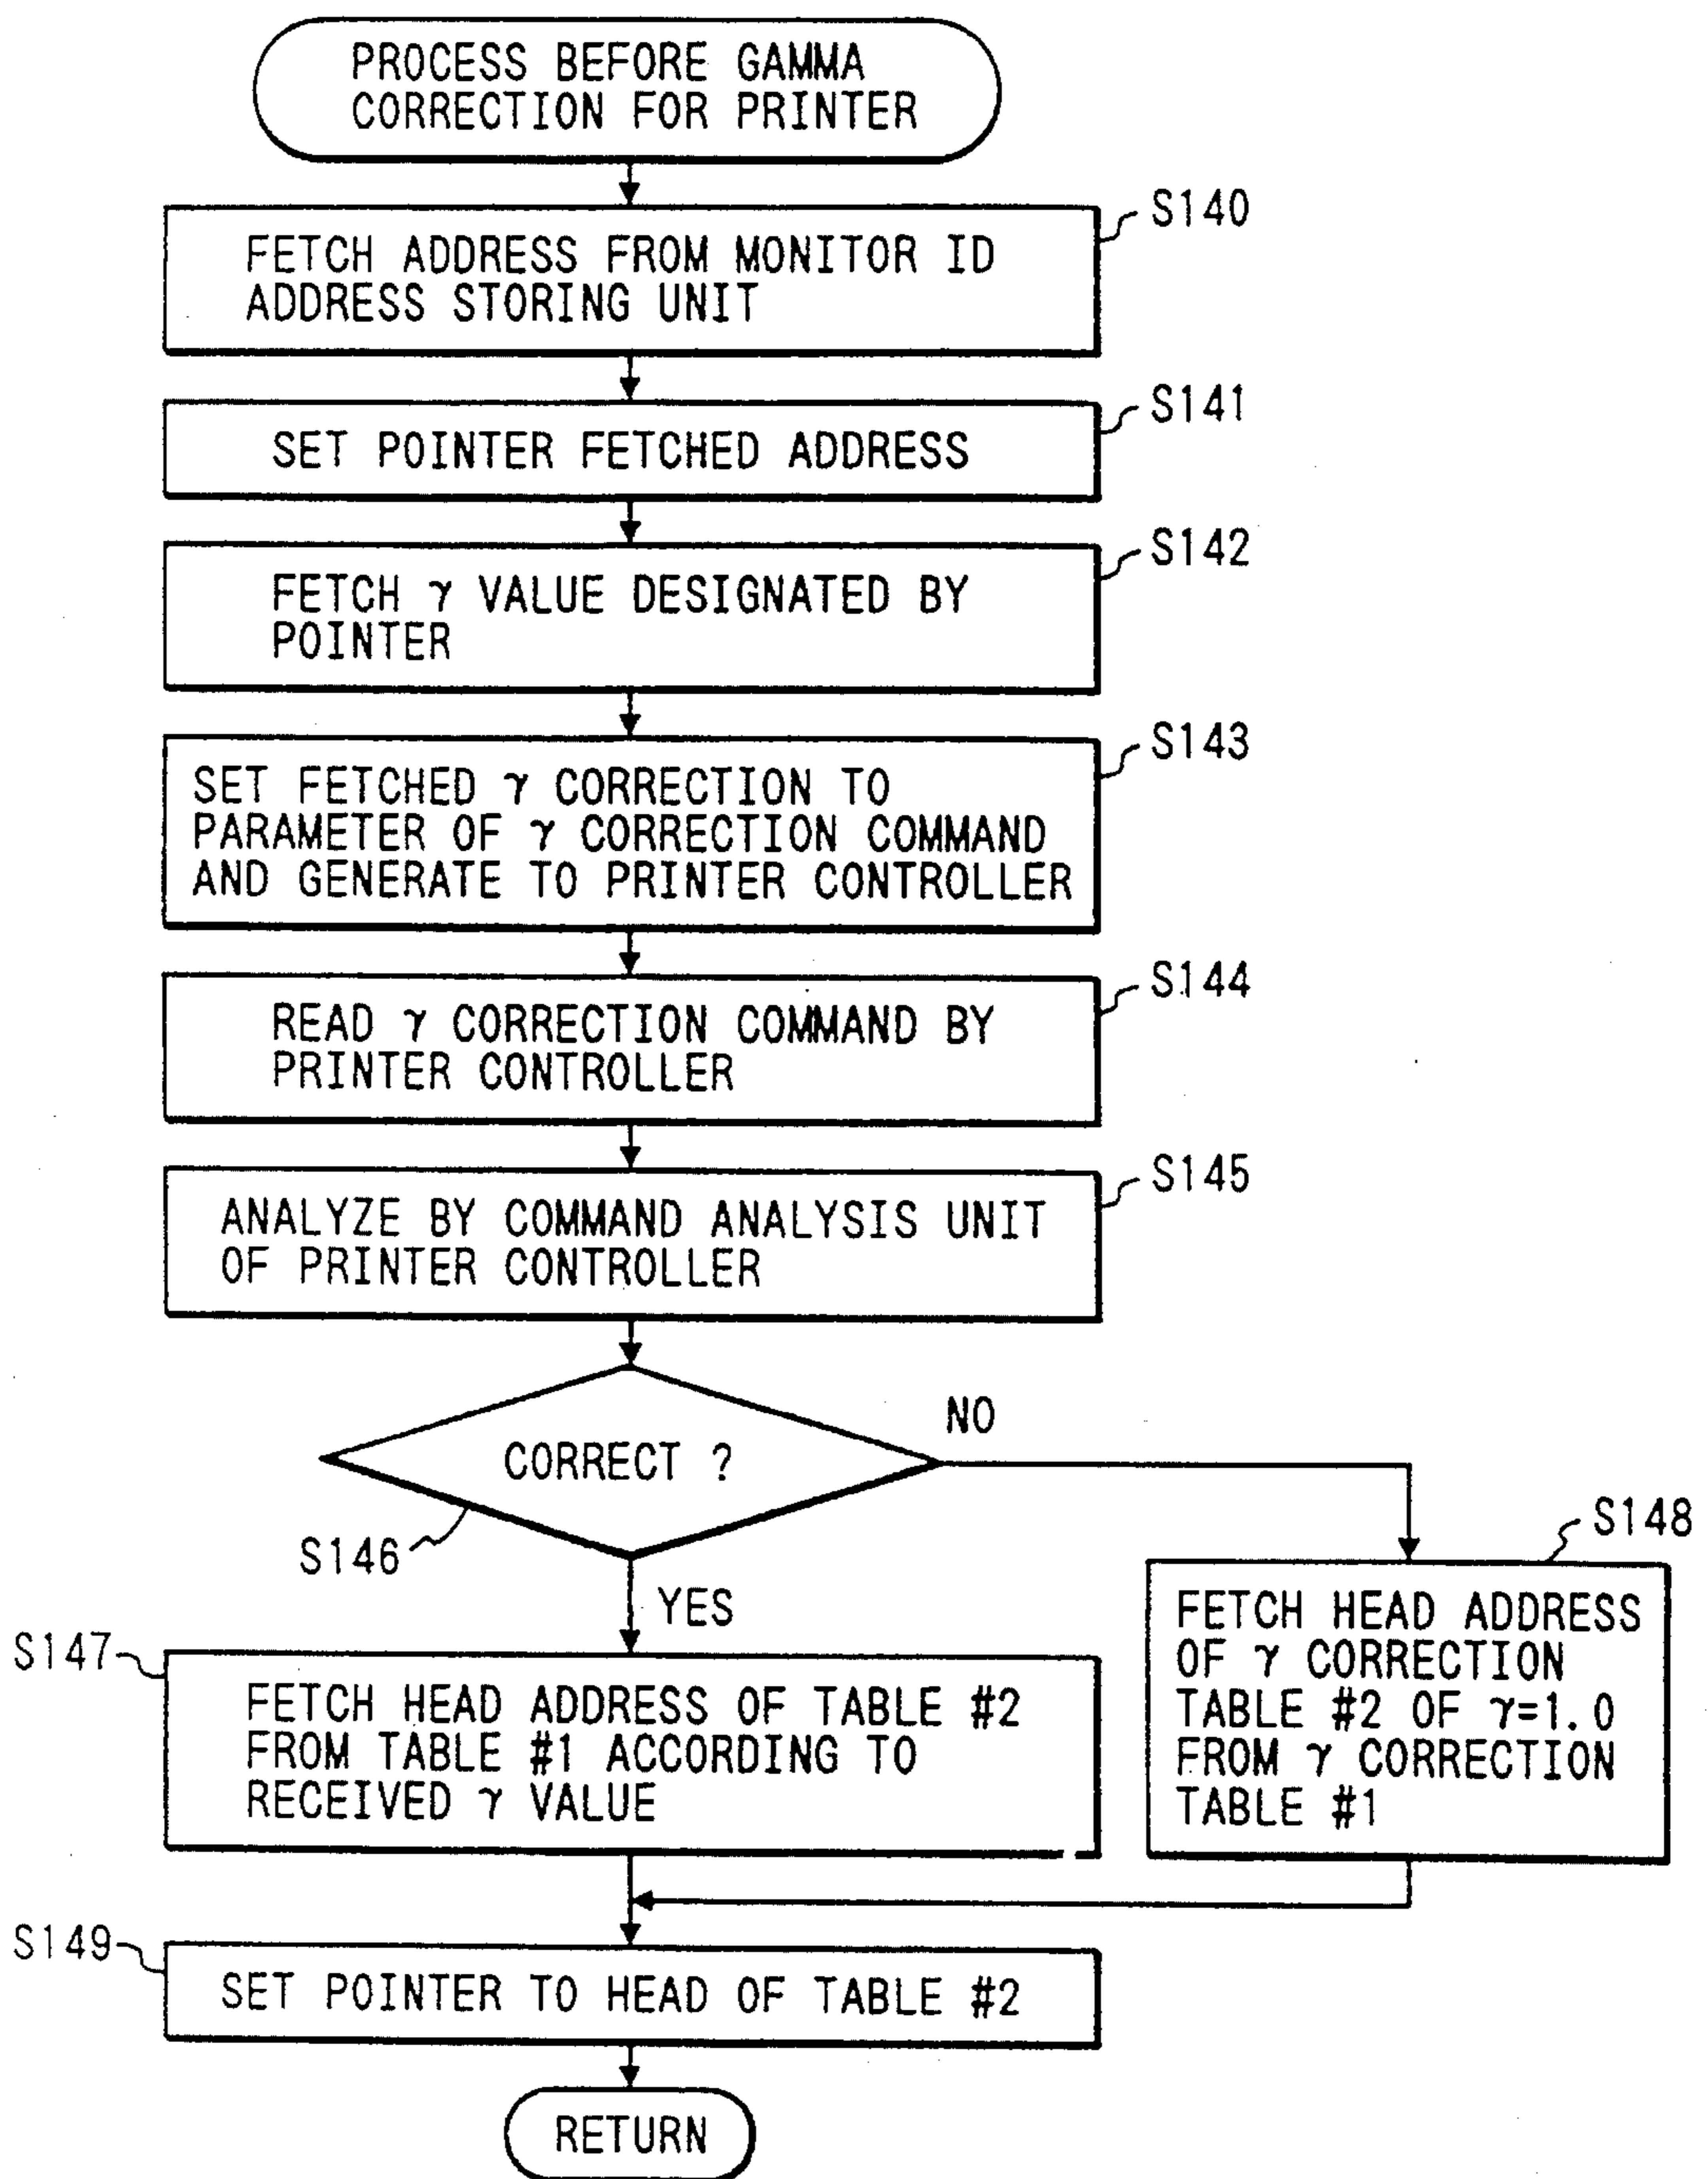 PROCESS BEFORE GAMMA
CORRECTION FOR PRINTER
S140
FETCH ADDRESS FROM MONITOR ID
ADDRESS STORING UNIT
S141
SET POINTER FETCHED ADDRESS
S142
FETCH γ VALUE DESIGNATED BY
POINTER
S143
SET FETCHED γ CORRECTION TO
PARAMETER OF γ CORRECTION COMMAND
AND GENERATE TO PRINTER CONTROLLER
S144
READ γ CORRECTION COMMAND BY
PRINTER CONTROLLER
S145
ANALYZE BY COMMAND ANALYSIS UNIT
OF PRINTER CONTROLLER
NO
CORRECT ?
S146
YES
S148
FETCH HEAD ADDRESS
OF γ CORRECTION
TABLE #2 OF γ=1.0
FROM γ CORRECTION
TABLE #1
S147
FETCH HEAD ADDRESS OF TABLE #2
FROM TABLE #1 ACCORDING TO
RECEIVED γ VALUE
S149
SET POINTER TO HEAD OF TABLE #2
RETURN